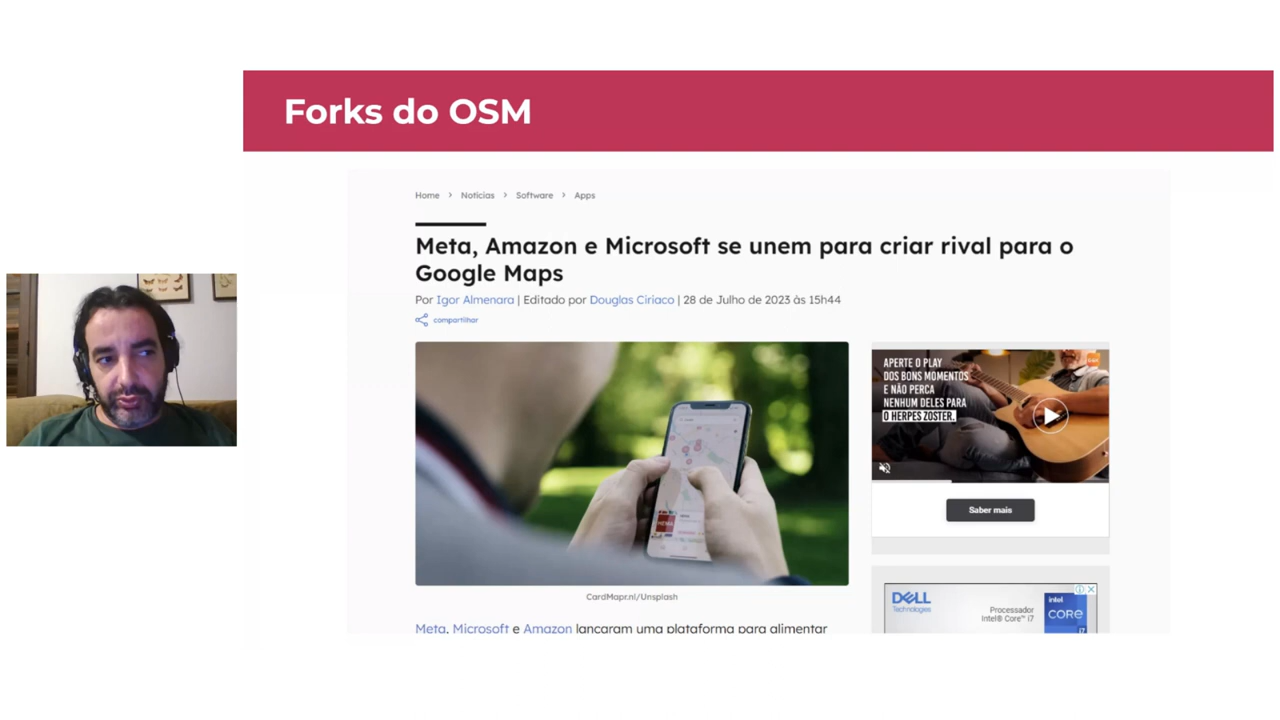 Forks do OSM
Home > Notícias > Software > Apps
Meta, Amazon e Microsoft se unem para criar rival para o
Google Maps
Por Igor Almenara | Editado por Douglas Ciriaco | 28 de Julho de 2023 às 15h44
compartilhar
APERTE O PLAY
DOS BONS MOMENTOS
E NÃO PERCA
NENHUM DELES PARA
O HERPES ZOSTER.
Saber mais
CardMapr.nl/Unsplash
DELL
Technologies
Processador
Intel® Core™ i7
intel
CORE
i7
Meta, Microsoft e Amazon lançaram uma plataforma para alimentar